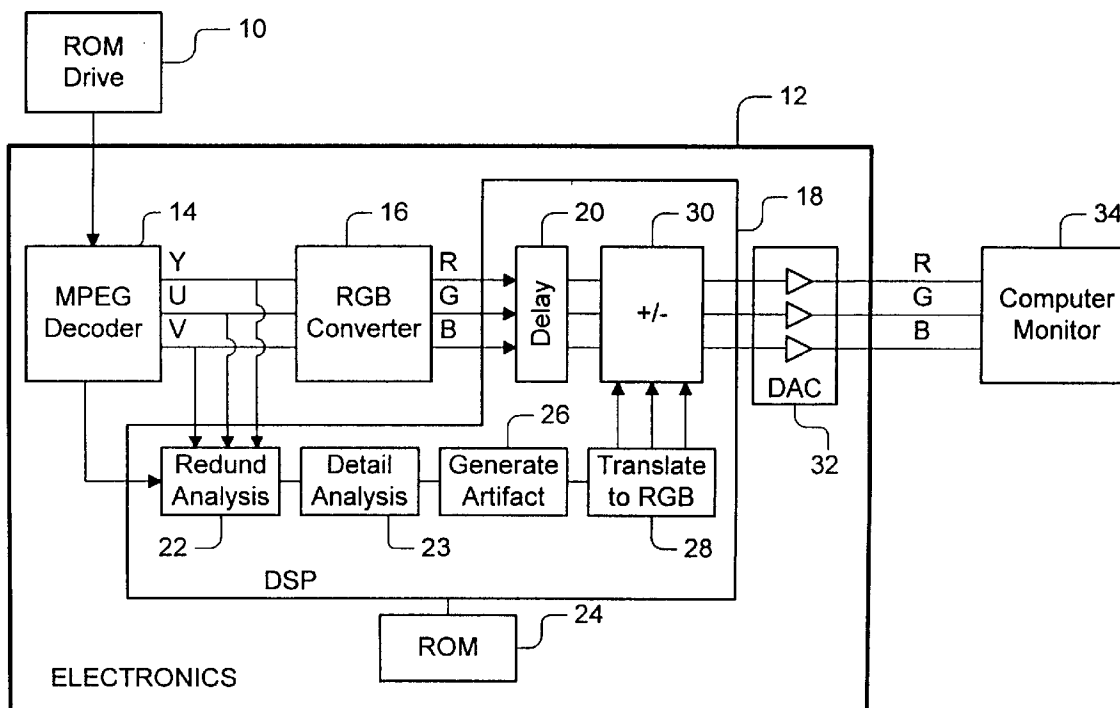 ROM
Drive
10
12
14
16
20
30
18
34
MPEG
Decoder
Y
U
V
RGB
Converter
R
G
B
Delay
+/-
DAC
32
R
G
B
Computer
Monitor
Redund
Analysis
22
Detail
Analysis
23
26
Generate
Artifact
Translate
to RGB
28
DSP
ROM
24
ELECTRONICS